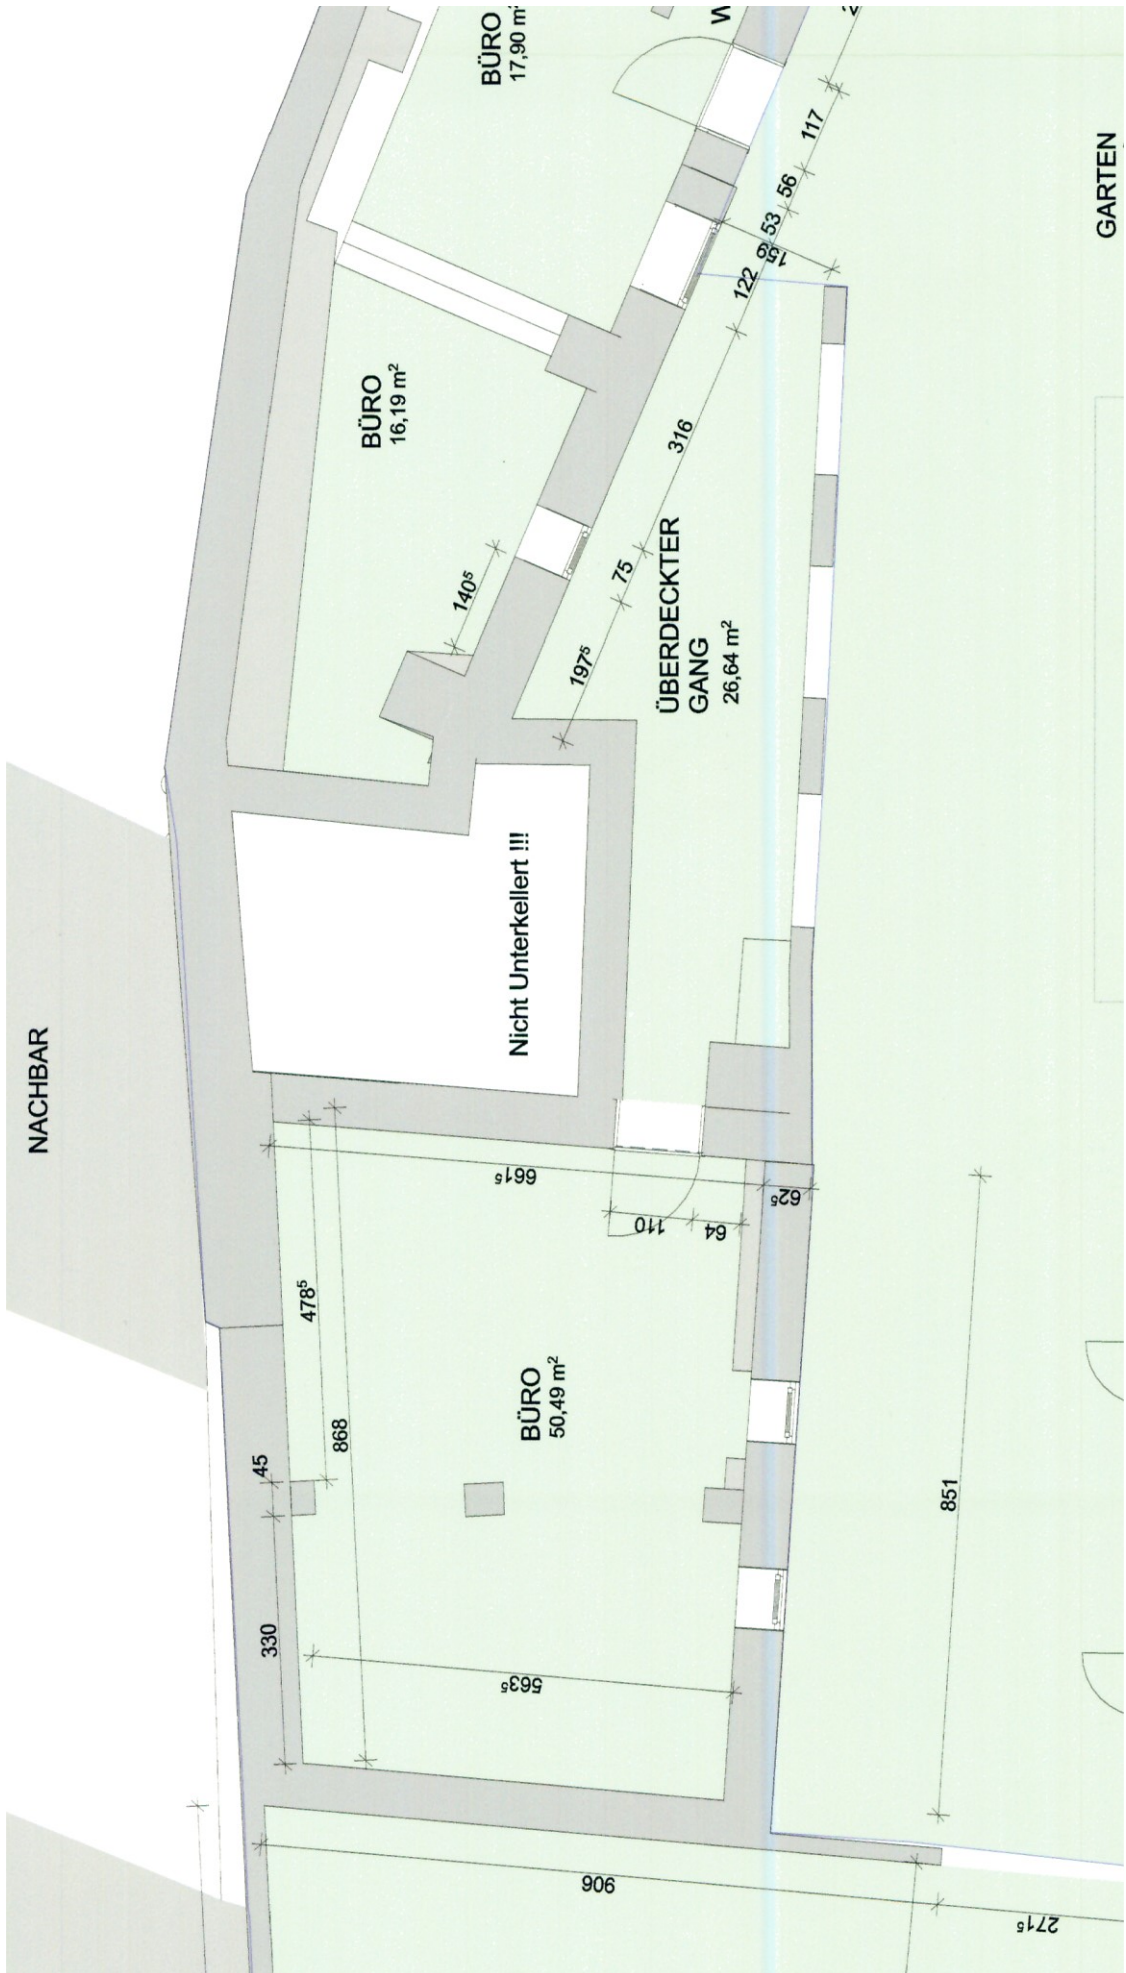 BÜRO
17,90 m²
W
117
56
53
159
122
GARTEN
BÜRO
16,19 m²
316
140⁵
75
ÜBERDECKTER
GANG
26,64 m²
197⁵
Nicht Unterkellert !!!
NACHBAR
661⁵
62⁵
110
64
478⁵
868
BÜRO
50,49 m²
45
851
330
563⁵
906
271⁵